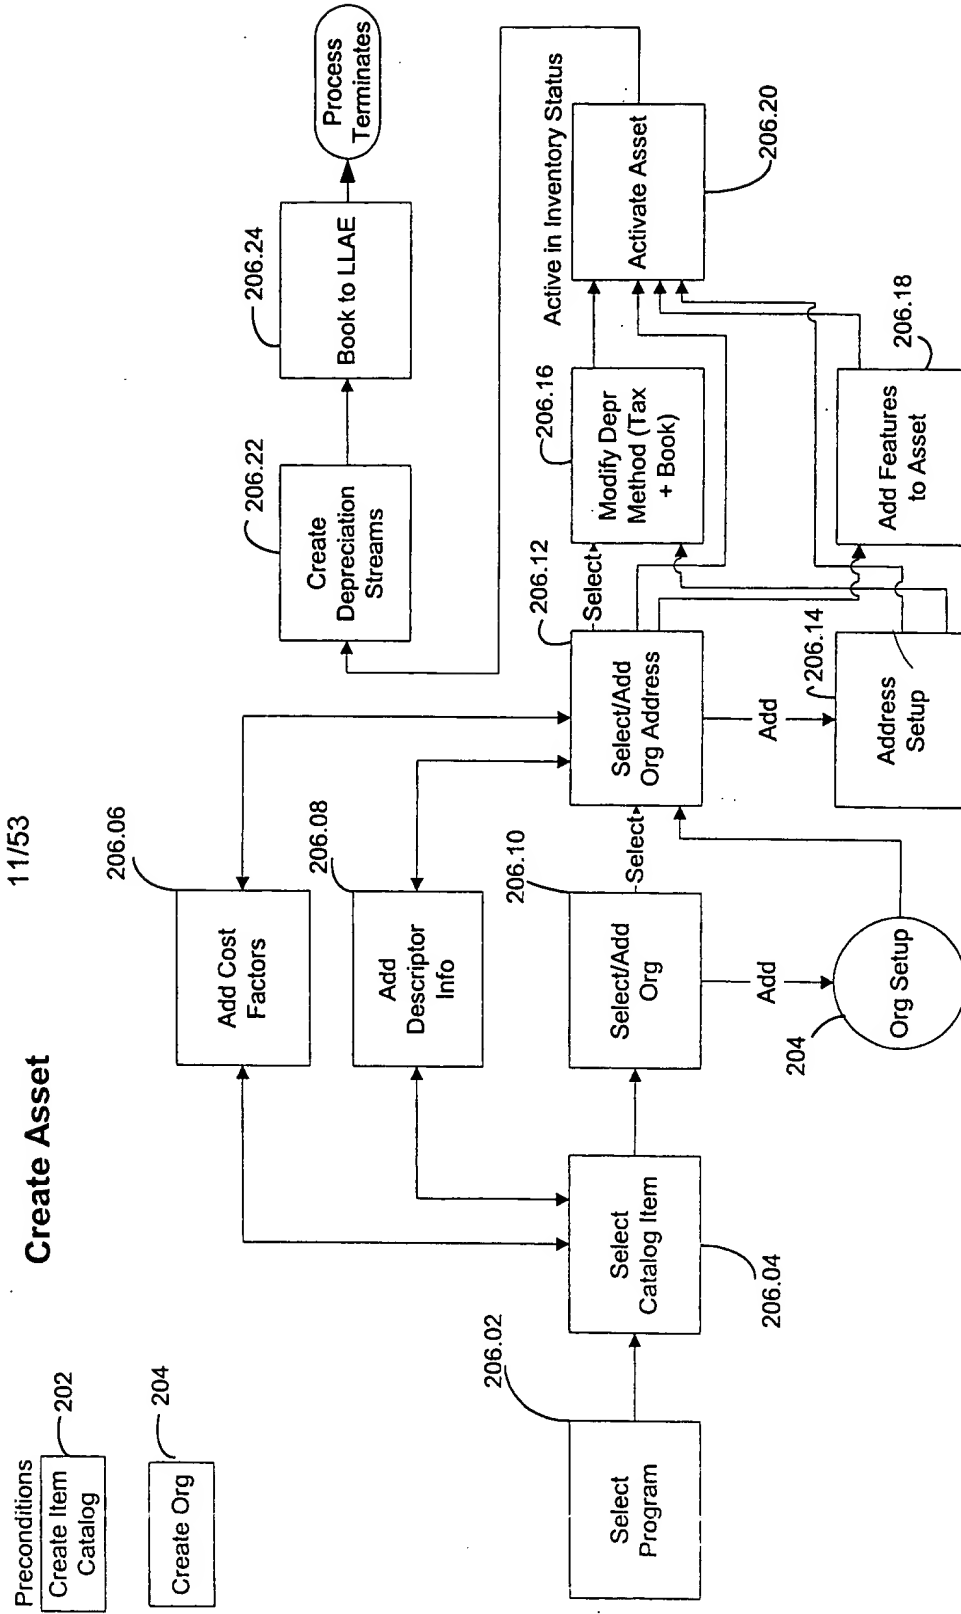 11/53
Create Asset
Preconditions
Create Item
Catalog
202
Create Org
204
206.06
Add Cost
Factors
206.08
Add
Descriptor
Info
206.22
Create
Depreciation
Streams
206.24
Book to LLAE
Process
Terminates
206.02
Select
Program
Select
Catalog Item
206.04
206.10
Select/Add
Org
Select
206.12
Select/Add
Org Address
Select
206.16
Modify Depr
Method (Tax
+ Book)
Active in Inventory Status
Activate Asset
206.20
Add
204
Org Setup
Add
206.14
Address
Setup
206.18
Add Features
to Asset